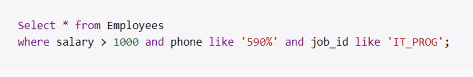 Select * from Employees
where salary > 1000 and phone like '590%' and job_id like 'IT_PROG';